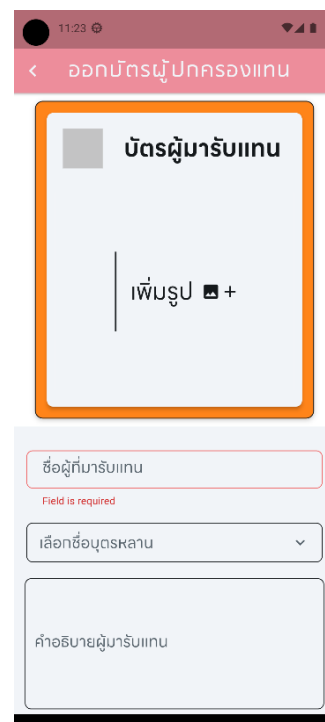 11:23
ออกบัตรผู้ปกครองแทน
บัตรผู้มารับแทน
เพิ่มรูป +
ชื่อผู้ที่มารับแทน
Field is required
เลือกชื่อบุตรหลาน
คำอธิบายผู้มารับแทน